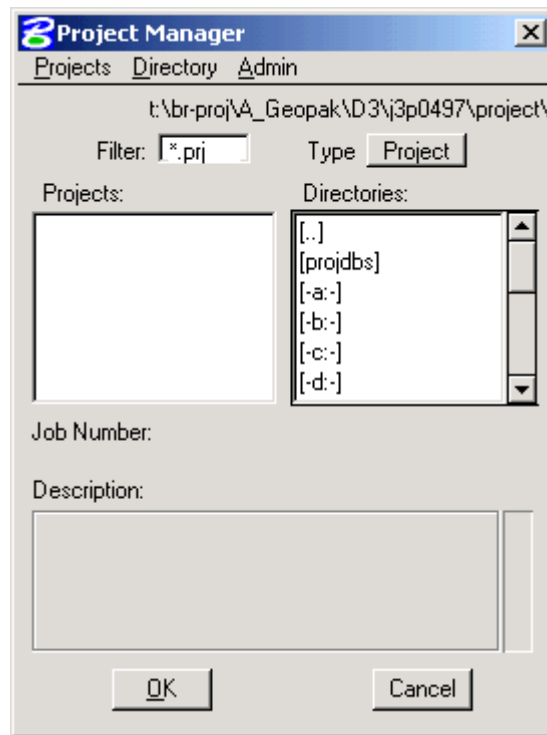 Project Manager
Projects Directory Admin
t:\br-proj\A_Geopak\D3\j3p0497\project\
Filter: *.prj Type Project
Projects: Directories:
[..]
[projdbs]
[-a:-]
[-b:-]
[-c:-]
[-d:-]
Job Number:
Description:
OK Cancel